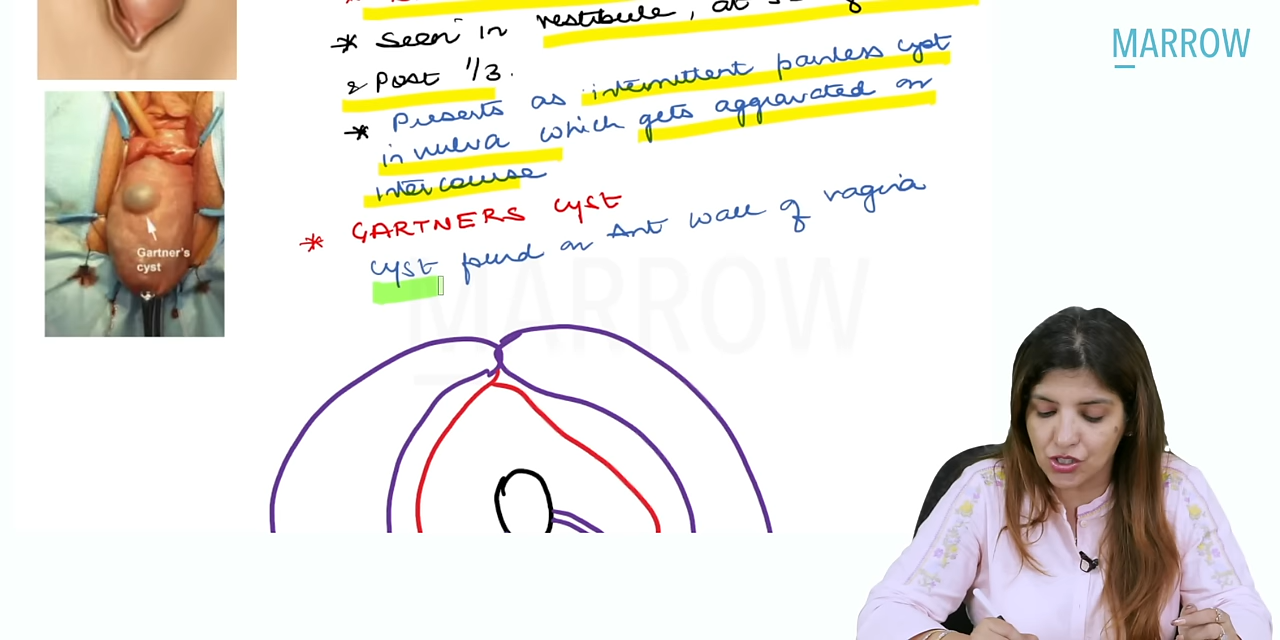 MARROW
* Seen in vestibule, at
& Post 1/3.
* Presents as intermittent painless cyst
in vulva which gets aggravated on
intercourse
* GARTNERS cyst
cyst found on Ant wall of vagina
Gartner's
cyst
MARROW